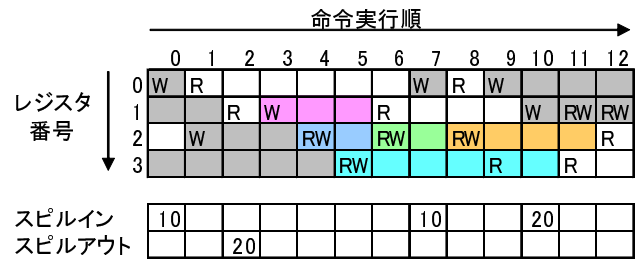 命令実行順
0 1 2 3 4 5 6 7 8 9 10 11 12
レジスタ
番号
0 W R W R W
1 R W R W RW RW
2 W RW RW RW R
3 RW R R
スピルイン 10 10 20
スピルアウト 20